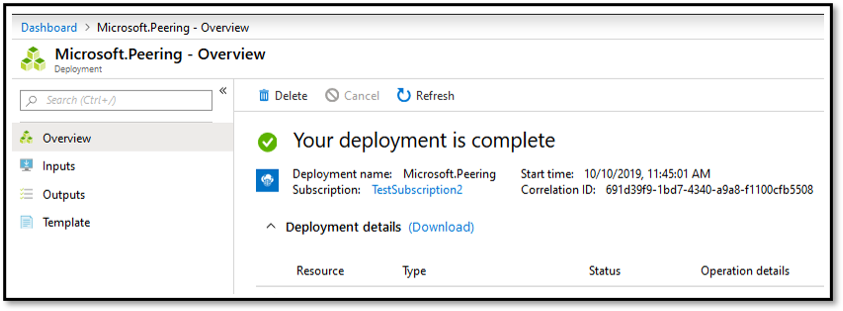 Dashboard > Microsoft.Peering - Overview
Microsoft.Peering - Overview
Deployment
Search (Ctrl+/)
«
Overview
Inputs
Outputs
Template
Delete Cancel Refresh
Your deployment is complete
Deployment name: Microsoft.Peering Start time: 10/10/2019, 11:45:01 AM
Subscription: TestSubscription2 Correlation ID: 691d39f9-1bd7-4340-a9a8-f1100cfb5508
Deployment details (Download)
Resource Type Status Operation details